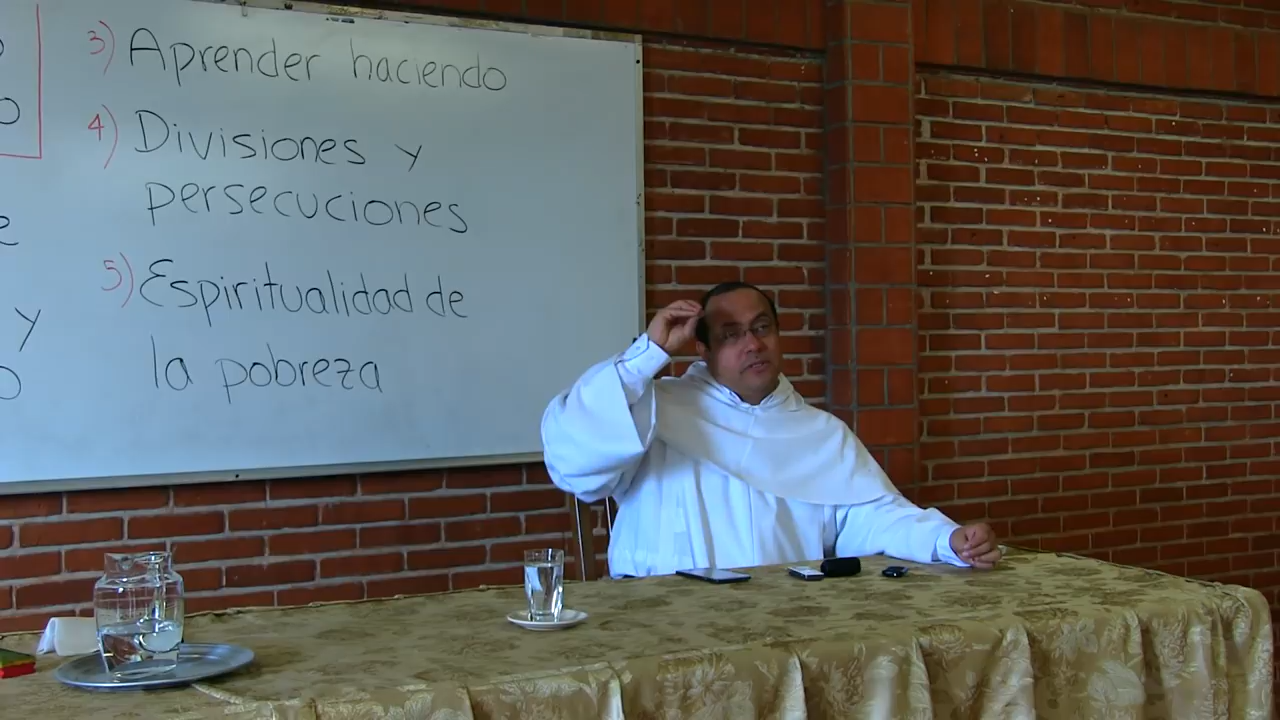 3) Aprender haciendo
4) Divisiones y
persecuciones
5) Espiritualidad de
la pobreza
y